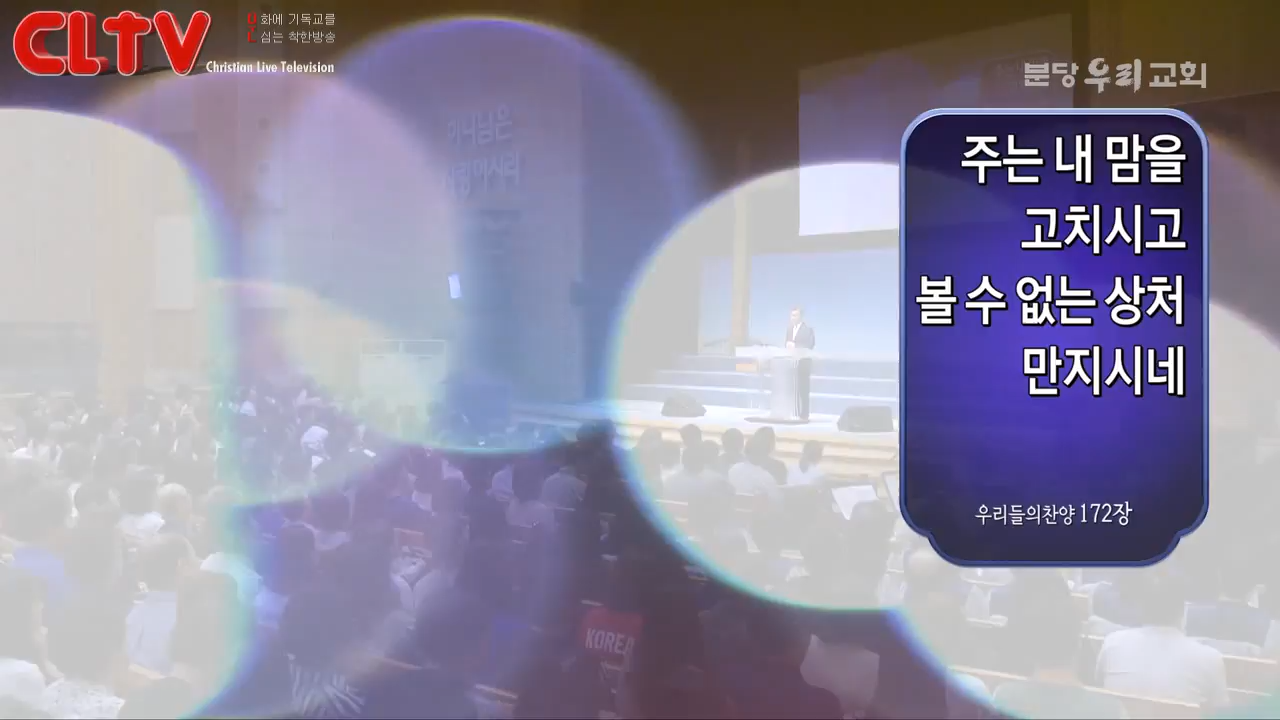 CLTV
화에 기독교를
심는 착한방송
Christian Live Television
분당우리교회
주는 내 맘을
고치시고
볼 수 없는 상처
만지시네
우리들의찬양 172장
KOREA